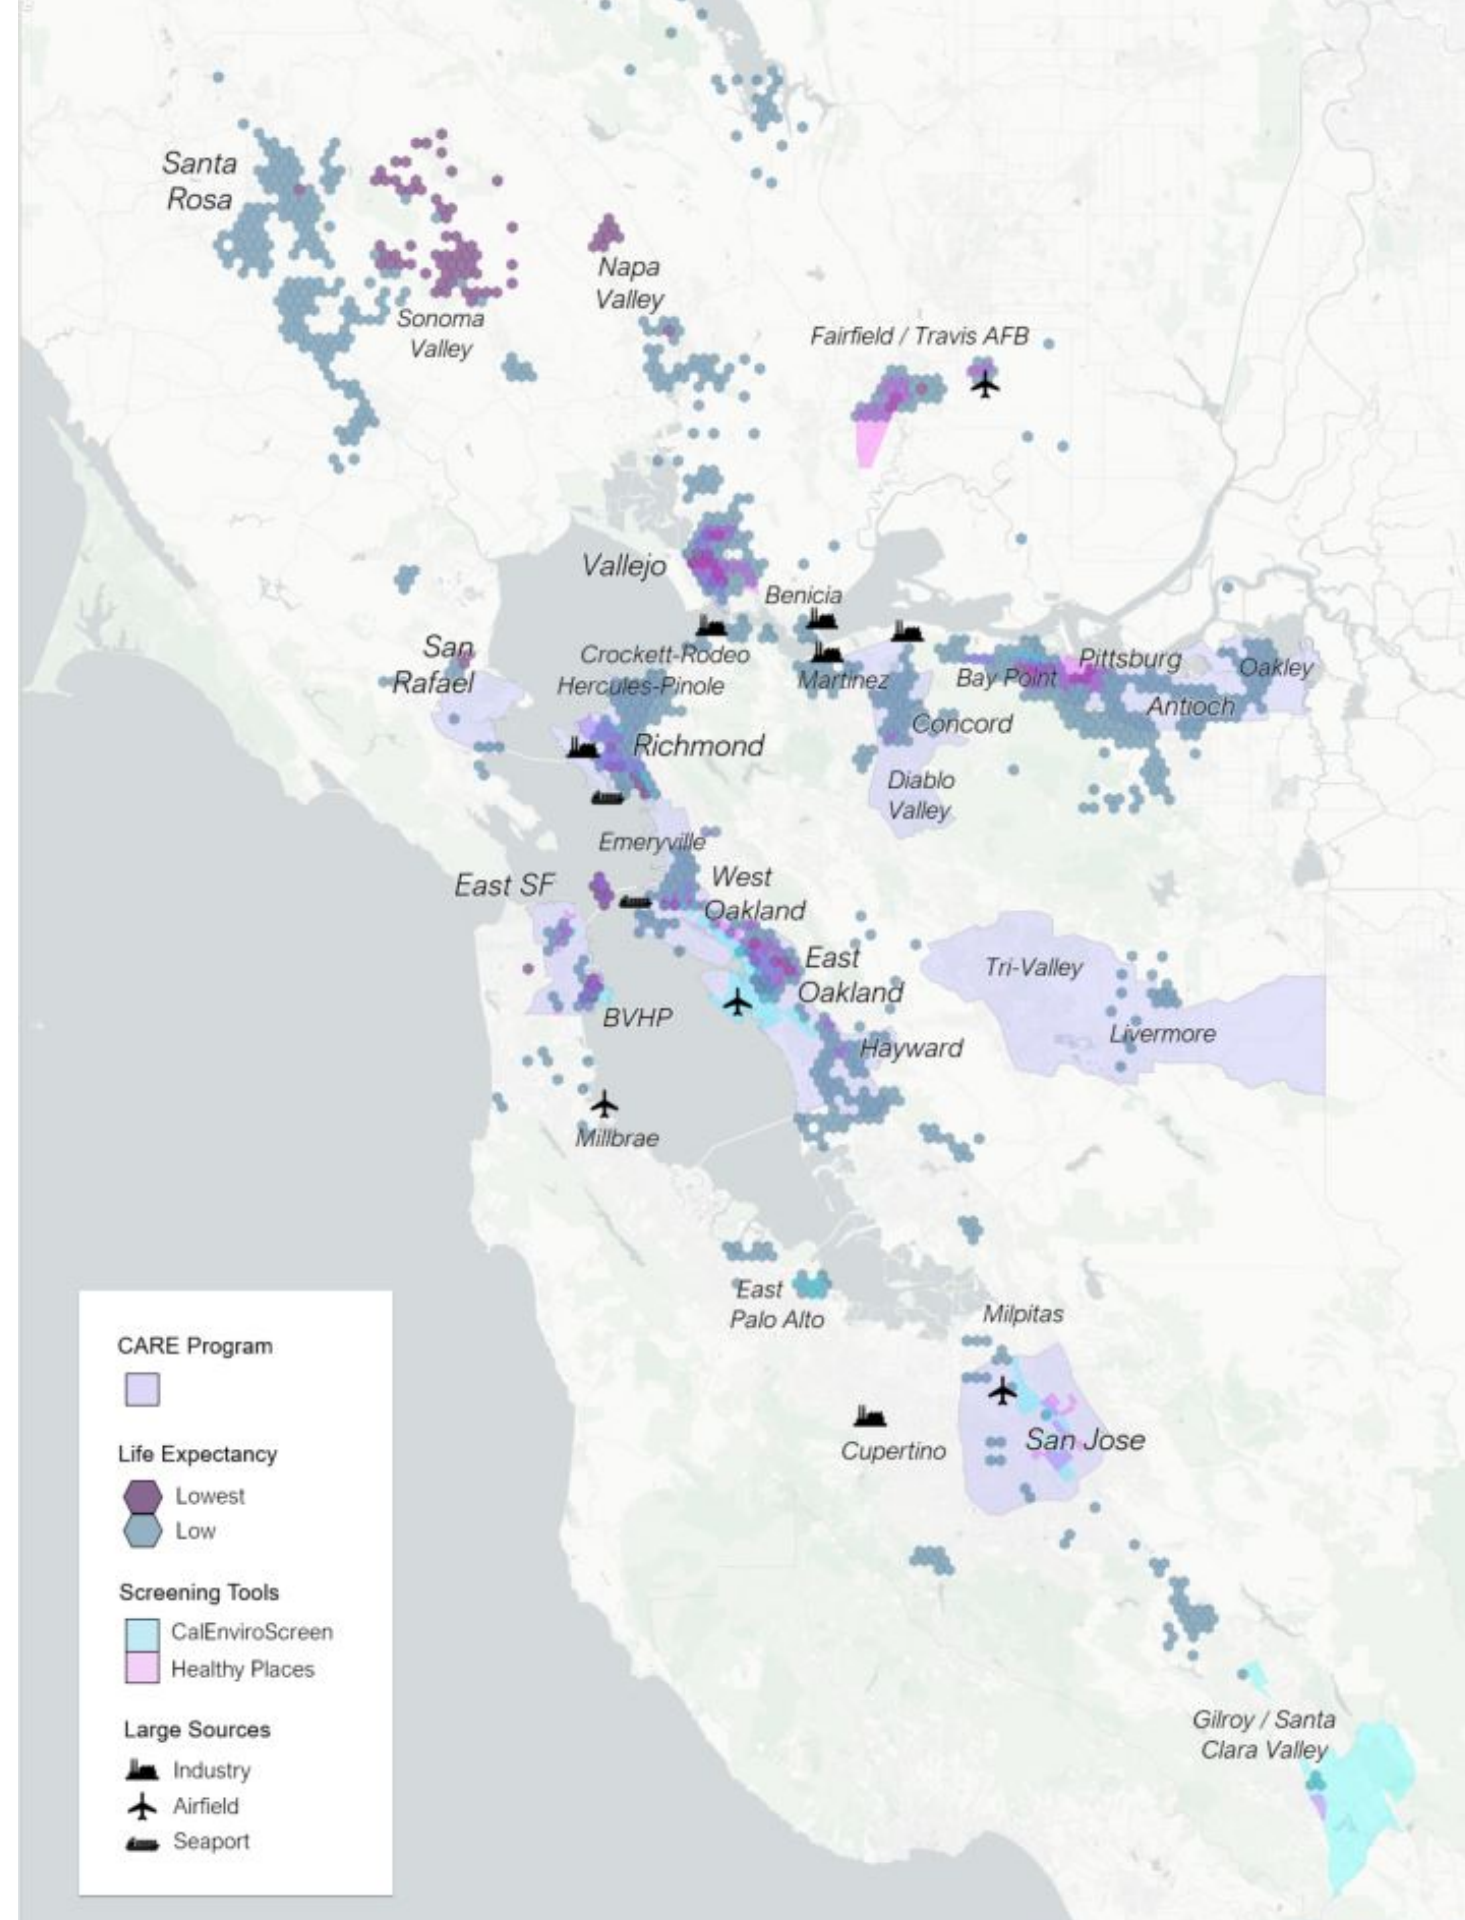 Santa
Rosa
Napa
Valley
Sonoma
Valley
Fairfield / Travis AFB
Vallejo
Benicia
San
Rafael
Crockett-Rodeo
Hercules-Pinole
Martinez
Bay Point
Pittsburg
Oakley
Antioch
Concord
Richmond
Diablo
Valley
Emeryville
East SF
West
Oakland
East
Oakland
Tri-Valley
BVHP
Livermore
Hayward
Millbrae
East
Palo Alto
Milpitas
Cupertino
San Jose
Gilroy / Santa
Clara Valley
CARE Program
Life Expectancy
Lowest
Low
Screening Tools
CalEnviroScreen
Healthy Places
Large Sources
Industry
Airfield
Seaport